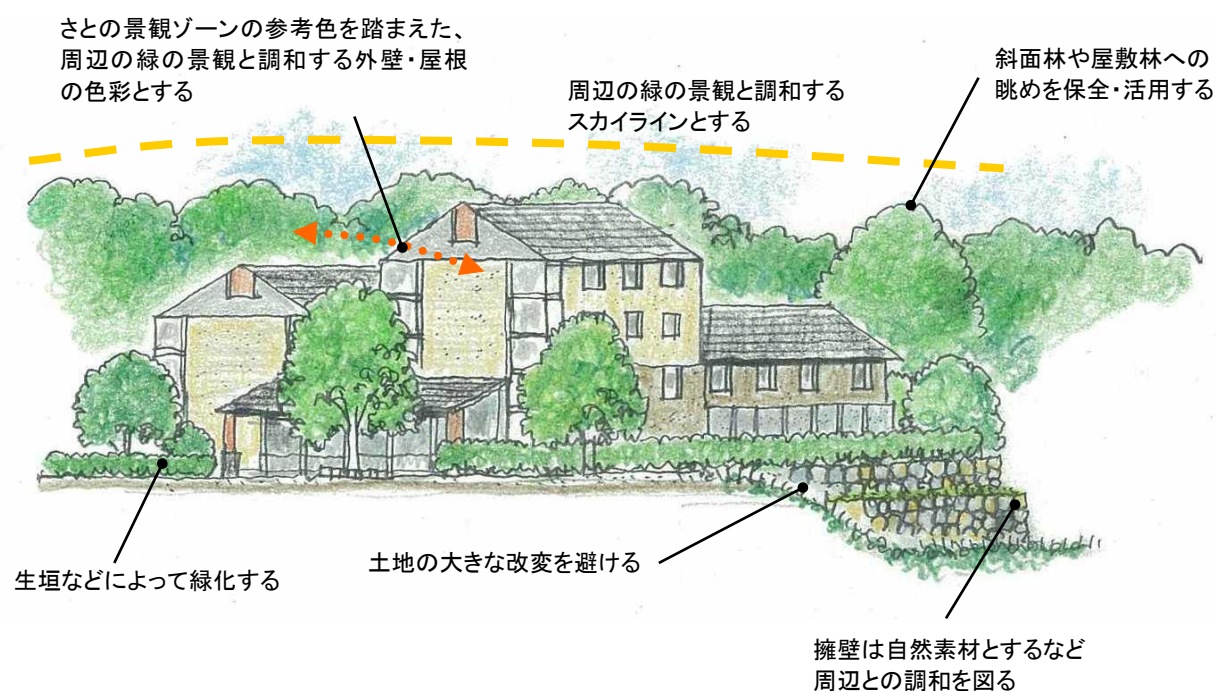 さとの景観ゾーンの参考色を踏まえた、
周辺の緑の景観と調和する外壁・屋根
の色彩とする
周辺の緑の景観と調和する
スカイラインとする
斜面林や屋敷林への
眺めを保全・活用する
生垣などによって緑化する
土地の大きな改変を避ける
擁壁は自然素材とするなど
周辺との調和を図る